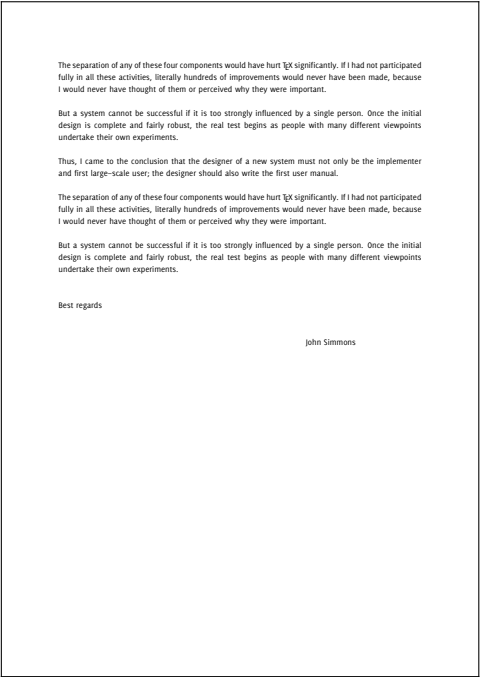 The separation of any of these four components would have hurt TEX significantly. If I had not participated
fully in all these activities, literally hundreds of improvements would never have been made, because
I would never have thought of them or perceived why they were important.
But a system cannot be successful if it is too strongly influenced by a single person. Once the initial
design is complete and fairly robust, the real test begins as people with many different viewpoints
undertake their own experiments.
Thus, I came to the conclusion that the designer of a new system must not only be the implementer
and first large–scale user; the designer should also write the first user manual.
The separation of any of these four components would have hurt TEX significantly. If I had not participated
fully in all these activities, literally hundreds of improvements would never have been made, because
I would never have thought of them or perceived why they were important.
But a system cannot be successful if it is too strongly influenced by a single person. Once the initial
design is complete and fairly robust, the real test begins as people with many different viewpoints
undertake their own experiments.
Best regards
John Simmons